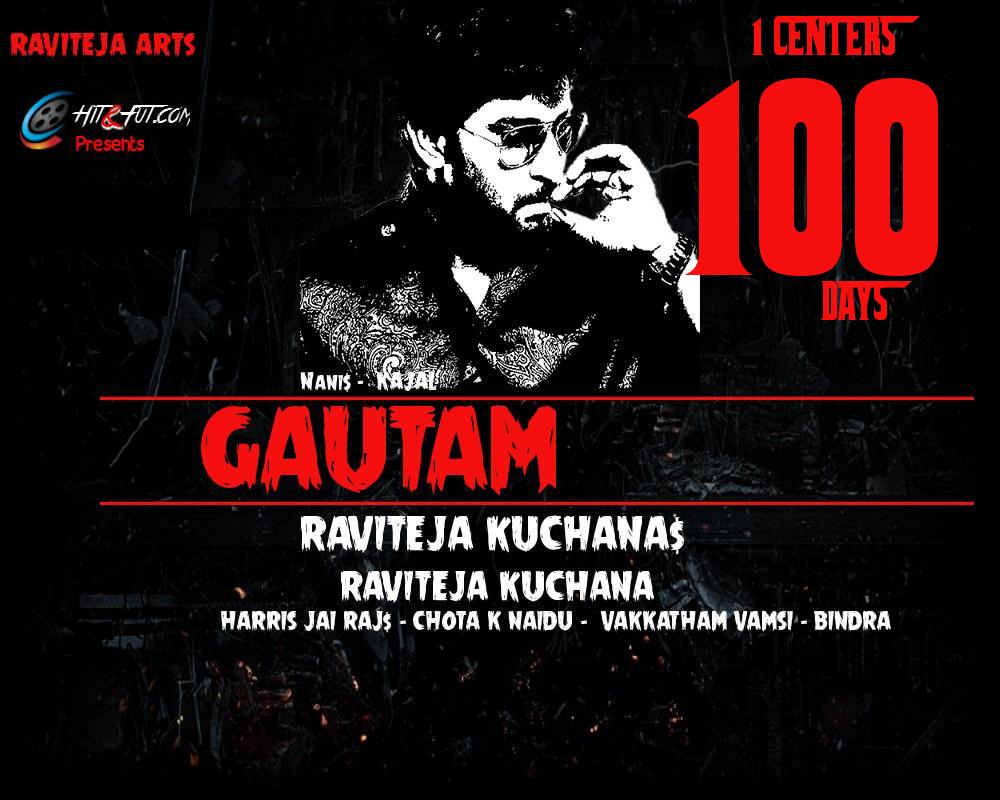 RAVITEJA ARTS
HIT&FUT.COM
Presents
1 CENTERS
100
DAYS
NANI$ - KAJAL
GAUTAM
RAVITEJA KUCHANA$
RAVITEJA KUCHANA
HARRIS JAI RAJ$ - CHOTA K NAIDU - VAKKATHAM VAMSI - BINDRA